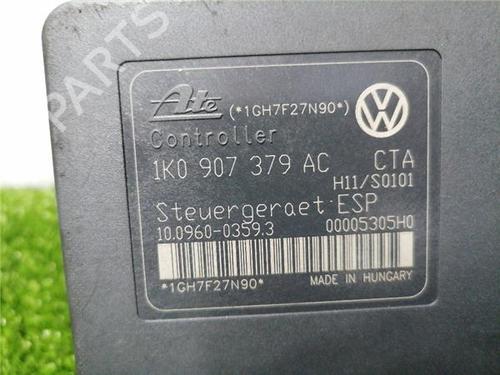 PARTS
Ate (*1GH7F27N90*)
Controller
1K0 907 379 AC CTA
H11/S0101
Steuergeraet ESP
10.0960-0359.3 00005305H0
*1GH7F27N90* MADE IN HUNGARY